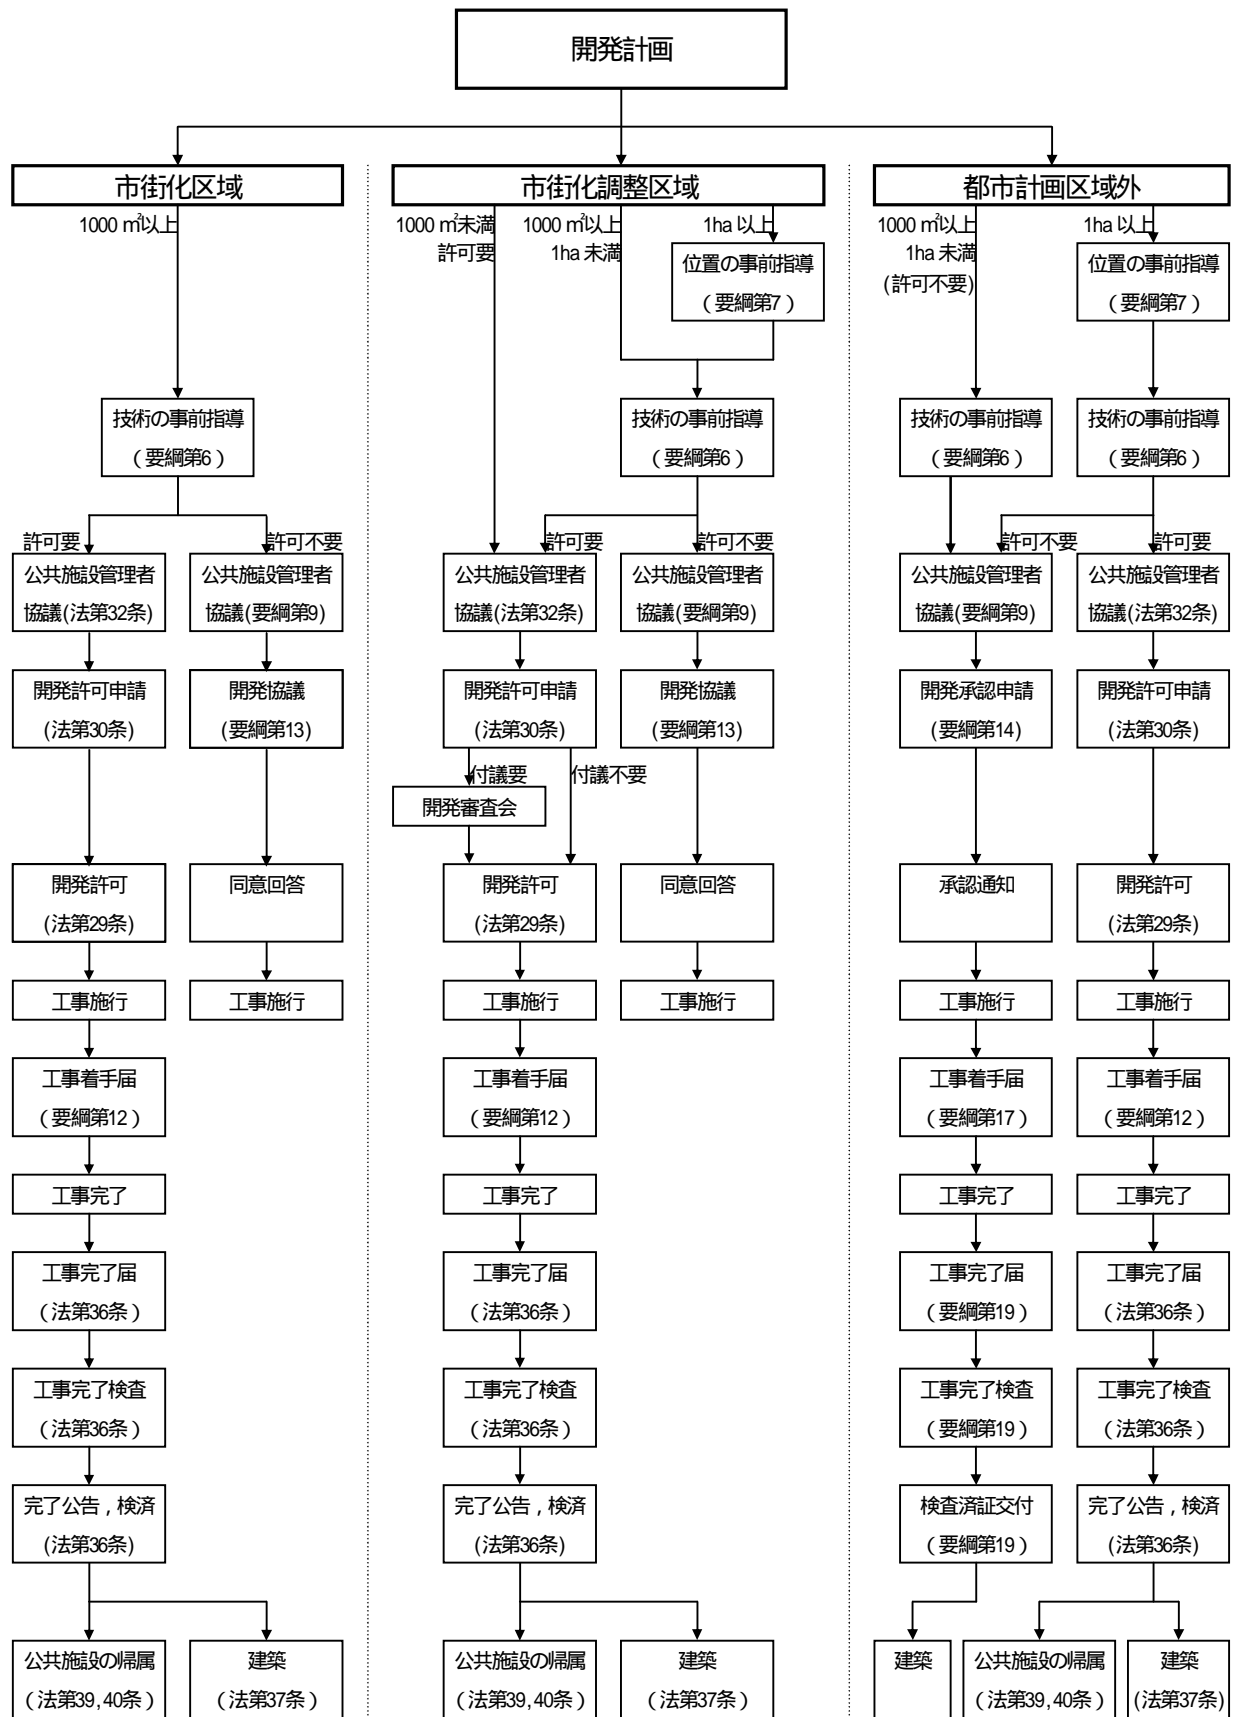 開発計画
市街化区域
市街化調整区域
都市計画区域外
1000 ㎡以上
1000 ㎡未満
許可要
1000 ㎡以上
1ha 未満
1ha 以上
1000 ㎡以上
1ha 未満
(許可不要)
1ha 以上
位置の事前指導
(要綱第7)
位置の事前指導
(要綱第7)
技術の事前指導
(要綱第6)
技術の事前指導
(要綱第6)
技術の事前指導
(要綱第6)
技術の事前指導
(要綱第6)
許可要
許可不要
許可要
許可不要
許可不要
許可要
公共施設管理者
協議(法第32条)
公共施設管理者
協議(要綱第9)
公共施設管理者
協議(法第32条)
公共施設管理者
協議(要綱第9)
公共施設管理者
協議(要綱第9)
公共施設管理者
協議(法第32条)
開発許可申請
(法第30条)
開発協議
(要綱第13)
開発許可申請
(法第30条)
開発協議
(要綱第13)
開発承認申請
(要綱第14)
開発許可申請
(法第30条)
付議要
付議不要
開発審査会
開発許可
(法第29条)
同意回答
開発許可
(法第29条)
同意回答
承認通知
開発許可
(法第29条)
工事施行
工事施行
工事施行
工事施行
工事施行
工事施行
工事着手届
(要綱第12)
工事着手届
(要綱第12)
工事着手届
(要綱第17)
工事着手届
(要綱第12)
工事完了
工事完了
工事完了
工事完了
工事完了届
(法第36条)
工事完了届
(法第36条)
工事完了届
(要綱第19)
工事完了届
(法第36条)
工事完了検査
(法第36条)
工事完了検査
(法第36条)
工事完了検査
(要綱第19)
工事完了検査
(法第36条)
完了公告,検済
(法第36条)
完了公告,検済
(法第36条)
検査済証交付
(要綱第19)
完了公告,検済
(法第36条)
公共施設の帰属
(法第39,40条)
建築
(法第37条)
公共施設の帰属
(法第39,40条)
建築
(法第37条)
建築
公共施設の帰属
(法第39,40条)
建築
(法第37条)